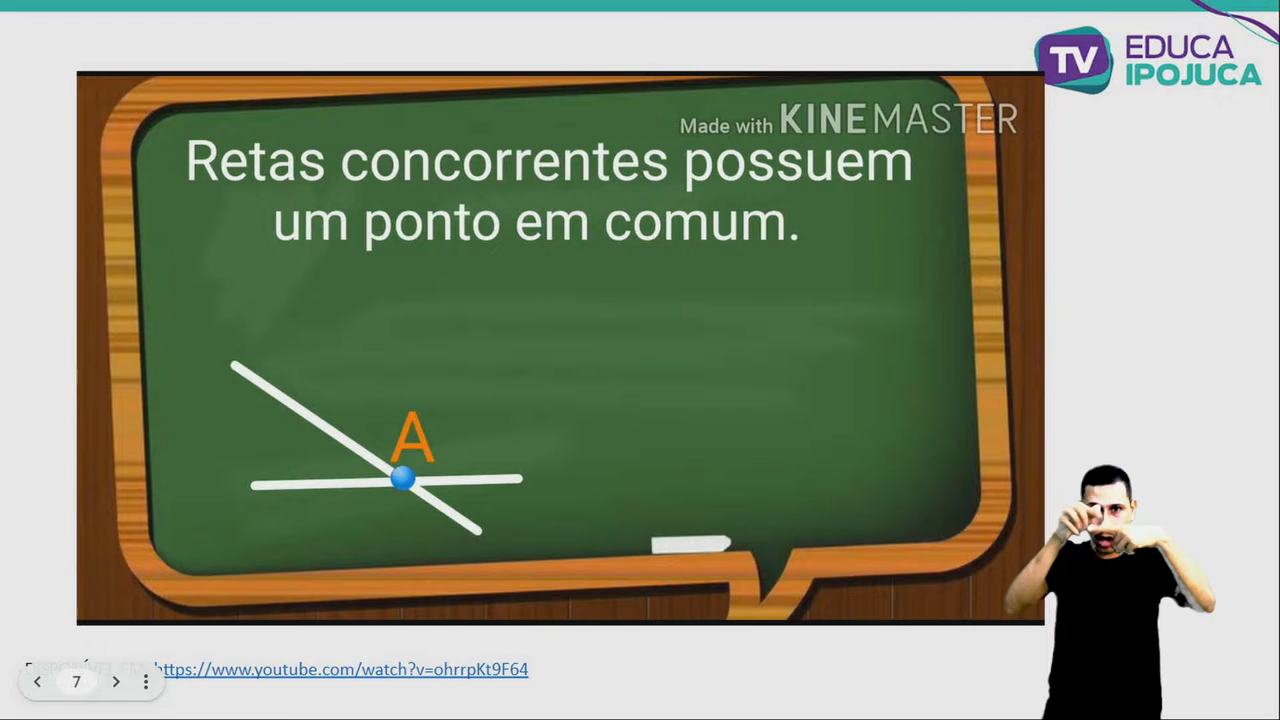 TV EDUCA
IPOJUCA
Made with KINEMASTER
Retas concorrentes possuem
um ponto em comum.
A
https://www.youtube.com/watch?v=ohrrpKt9F64
7